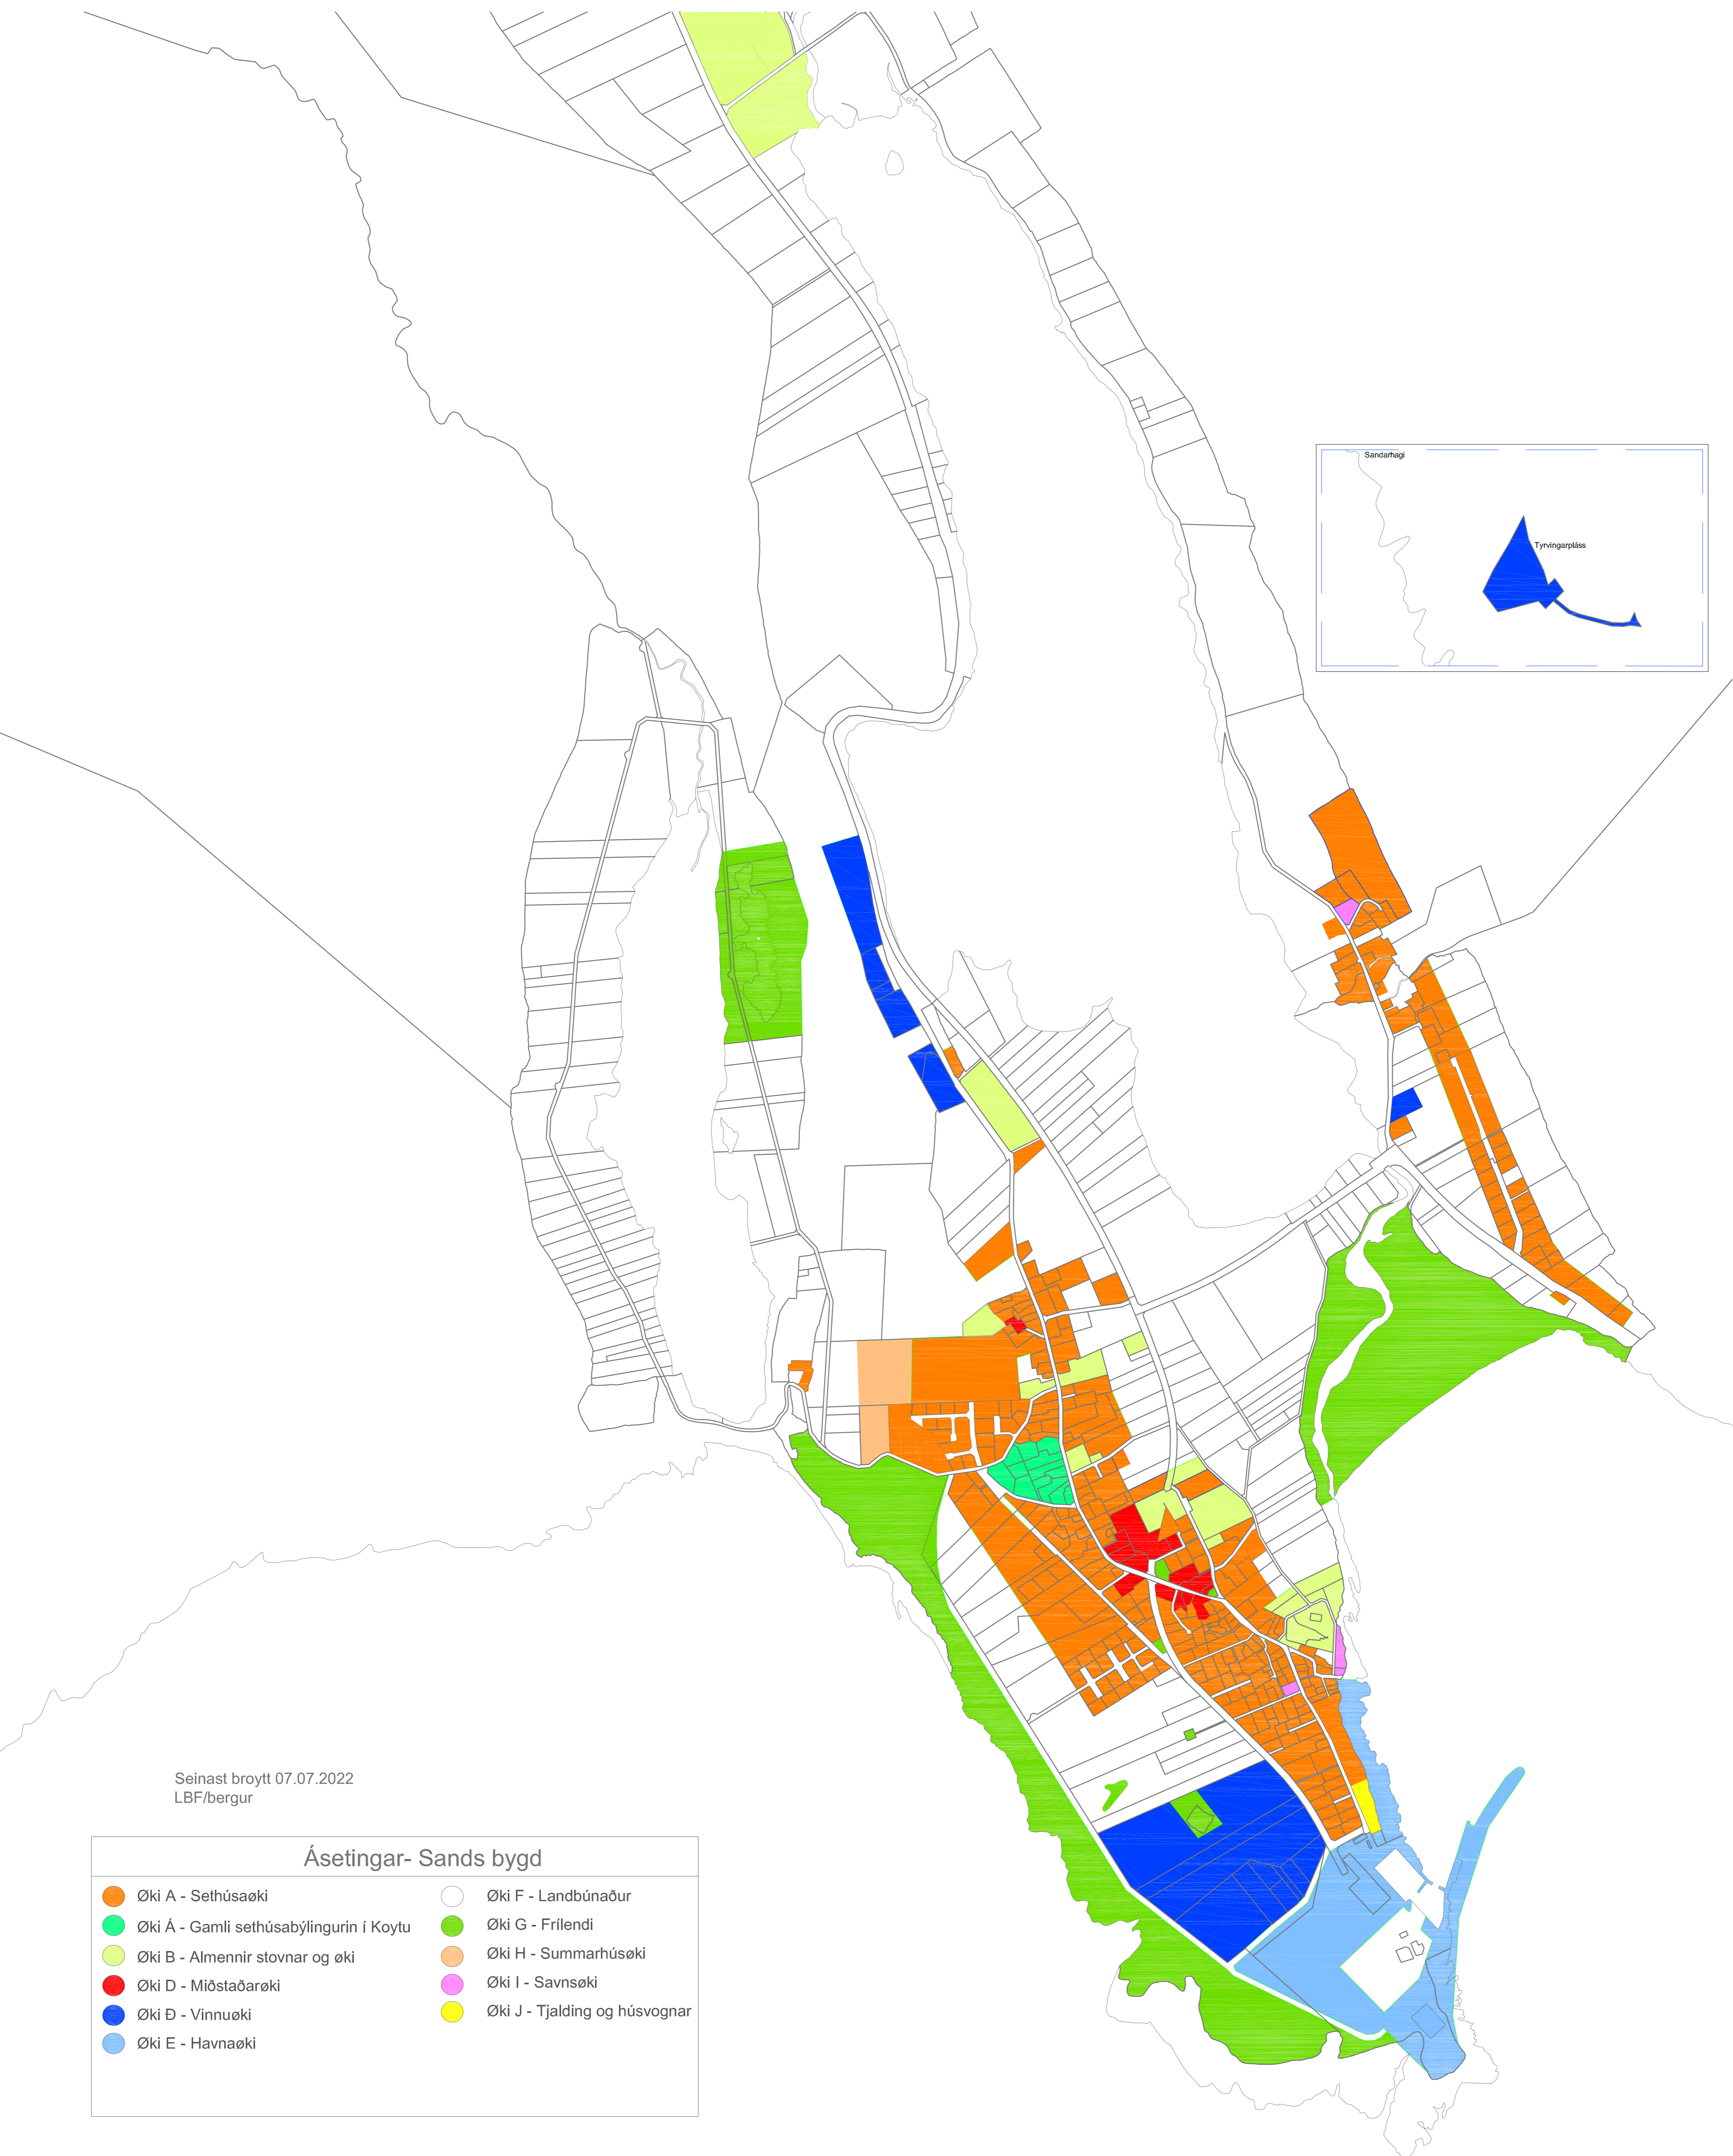 Sandarhagi
Tyrvingarpláss
Seinast broytt 07.07.2022
LBF/bergur
Ásetingar- Sands bygd
Øki A - Sethúsaøki
Øki Á - Gamli sethúsabýlingurin í Koytu
Øki B - Almennir stovnar og øki
Øki D - Miðstaðarøki
Øki Ð - Vinnuøki
Øki E - Havnaøki
Øki F - Landbúnaður
Øki G - Frílendi
Øki H - Summarhúsøki
Øki I - Savnsøki
Øki J - Tjalding og húsvognar